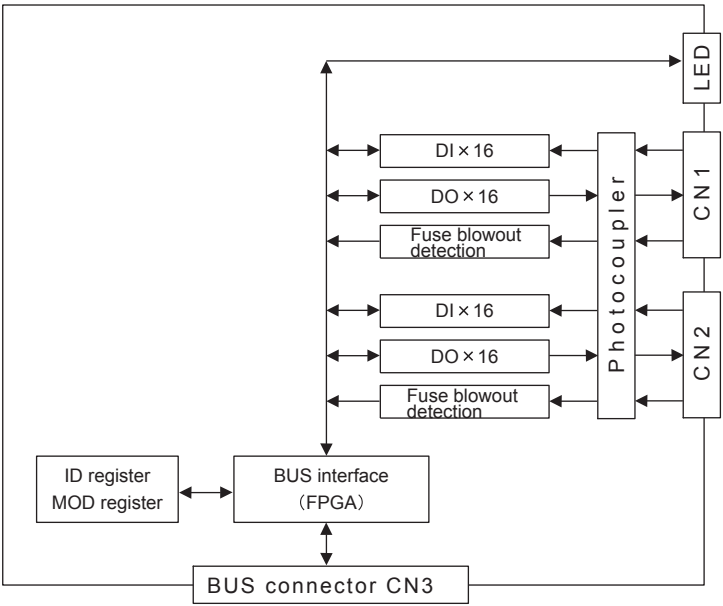 LED
DI×16
DO×16
Fuse blowout
detection
CN1
Photocoupler
DI×16
DO×16
Fuse blowout
detection
CN2
ID register
MOD register
BUS interface
(FPGA)
BUS connector CN3